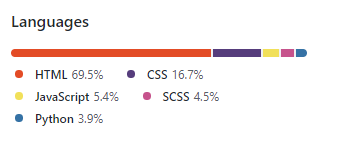 Languages
HTML 69.5% CSS 16.7%
JavaScript 5.4% SCSS 4.5%
Python 3.9%